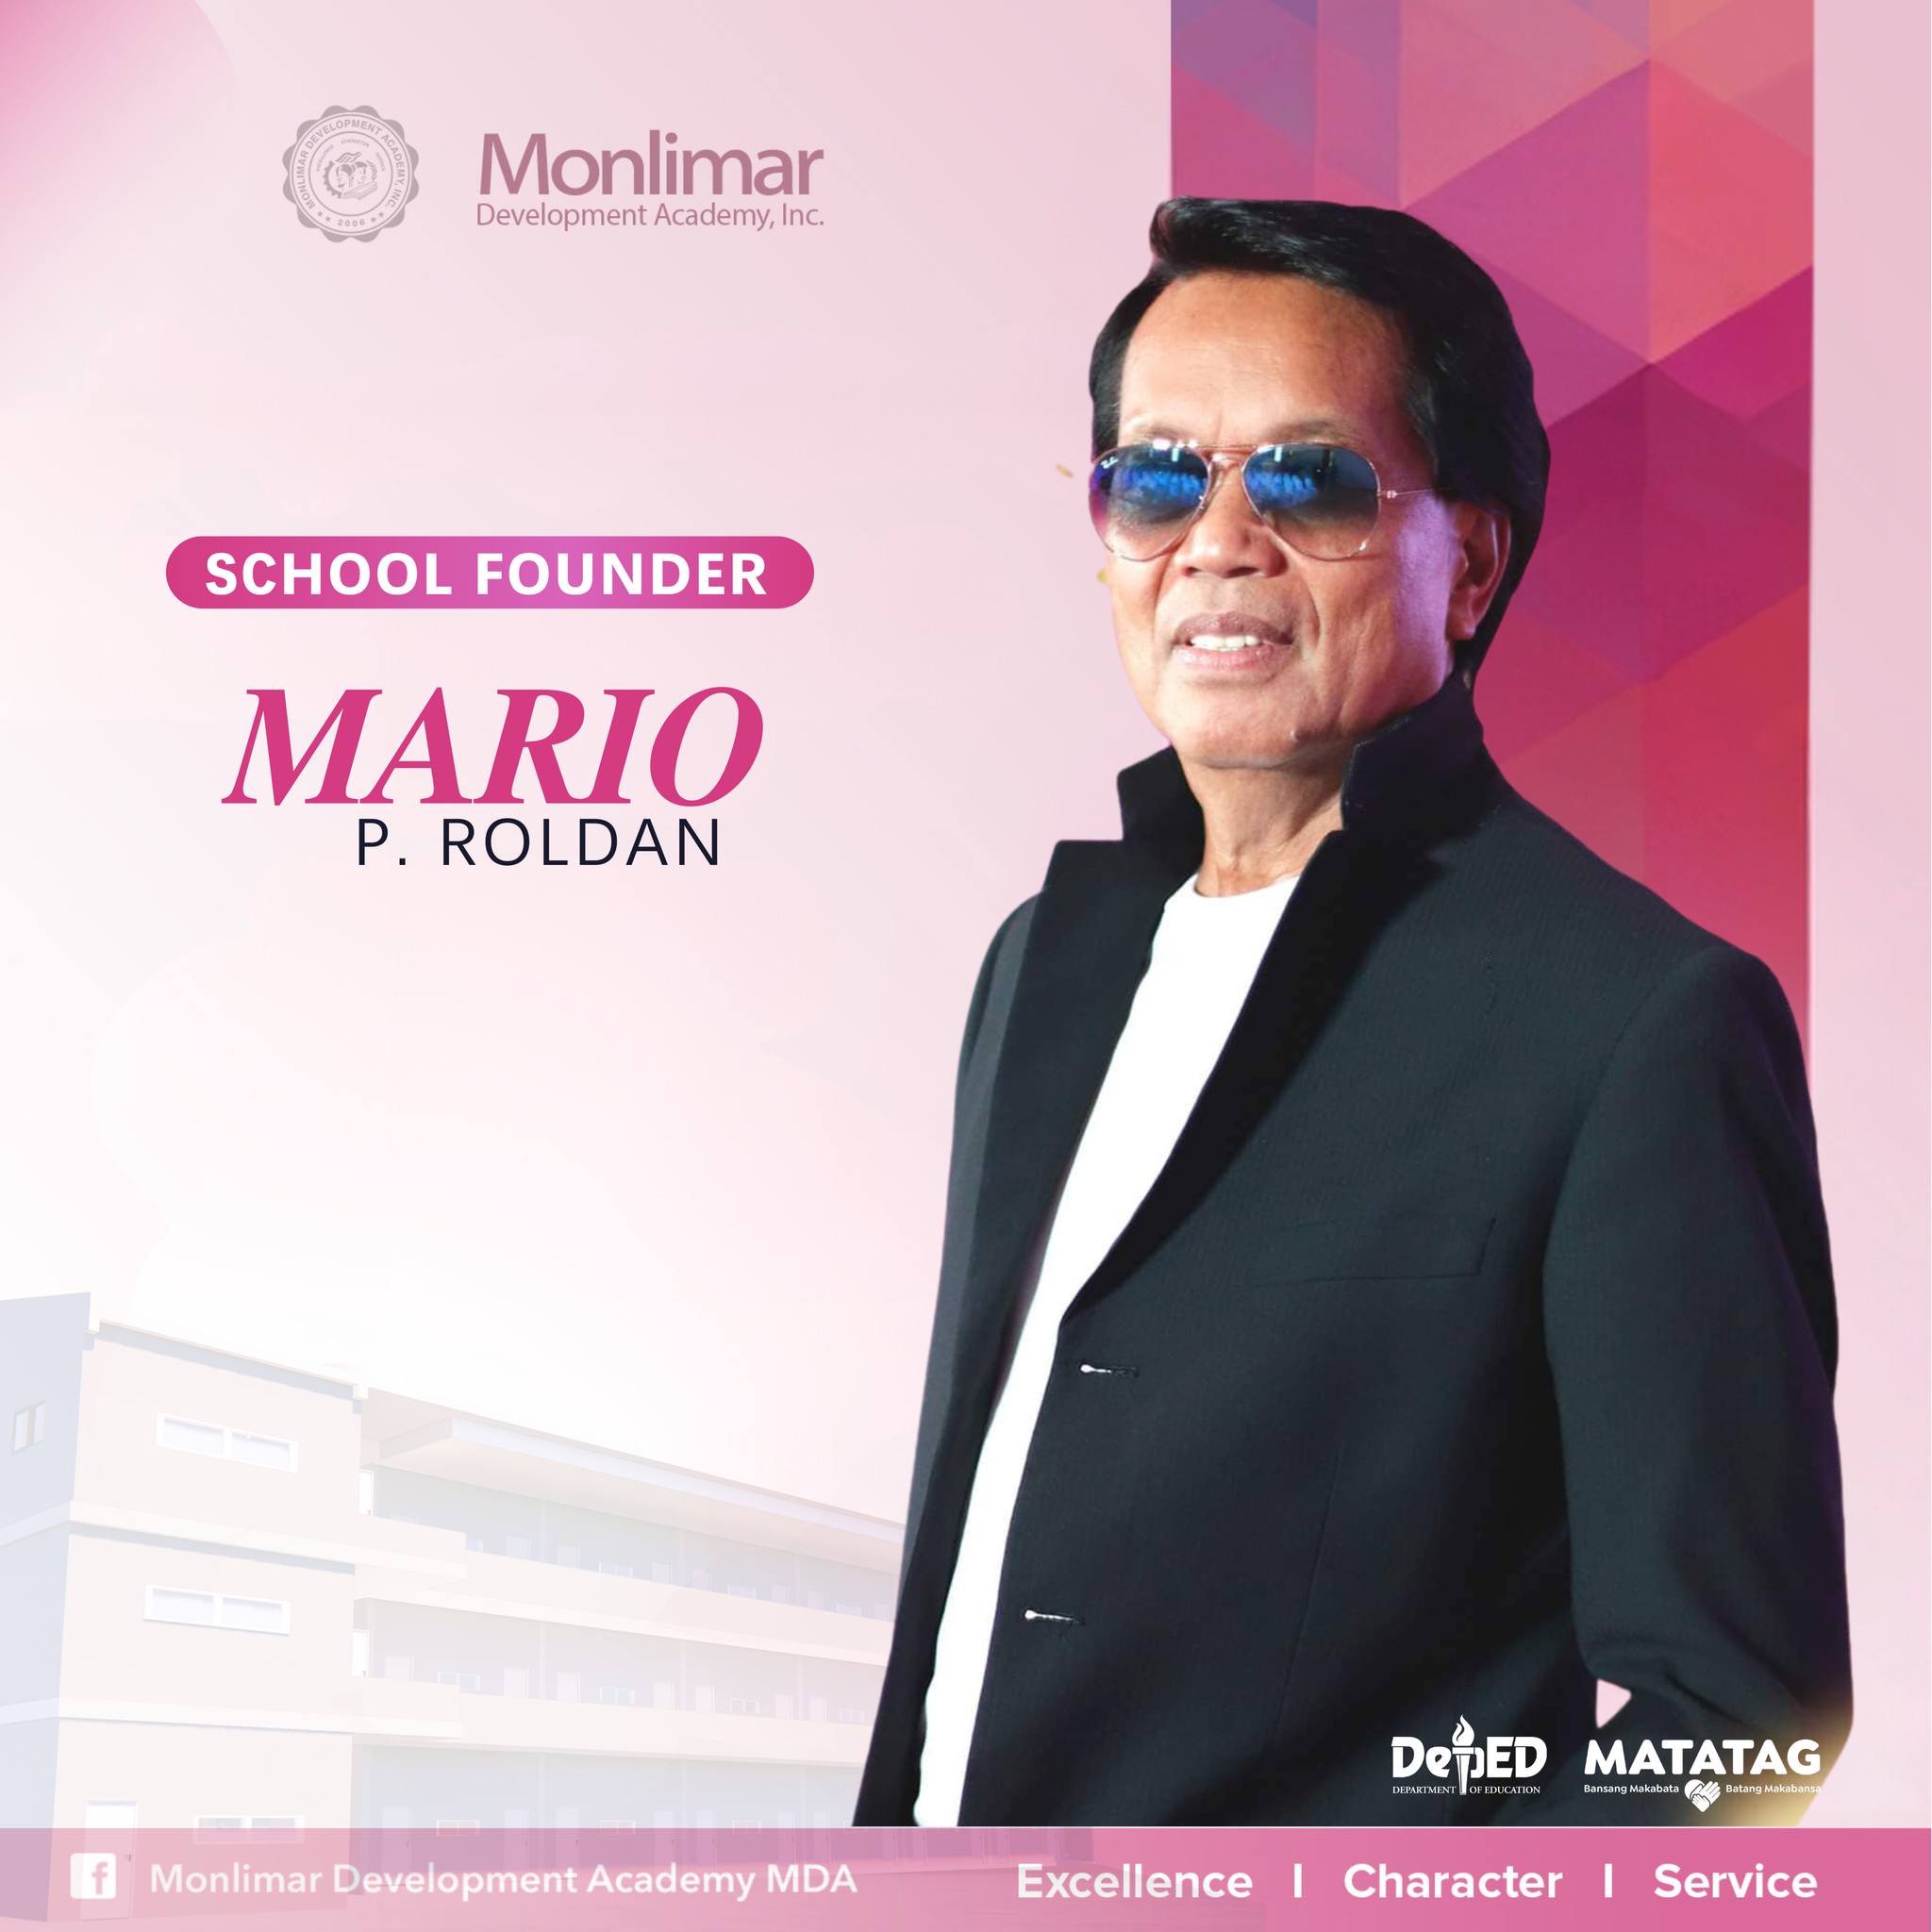 MONLIMAR DEVELOPMENT ACADEMY, INC.
2006
Monlimar
Development Academy, Inc.
SCHOOL FOUNDER
MARIO
P. ROLDAN
DepED
DEPARTMENT OF EDUCATION
MATATAG
Bansang Makabata Batang Makabansa
f Monlimar Development Academy MDA
Excellence | Character | Service